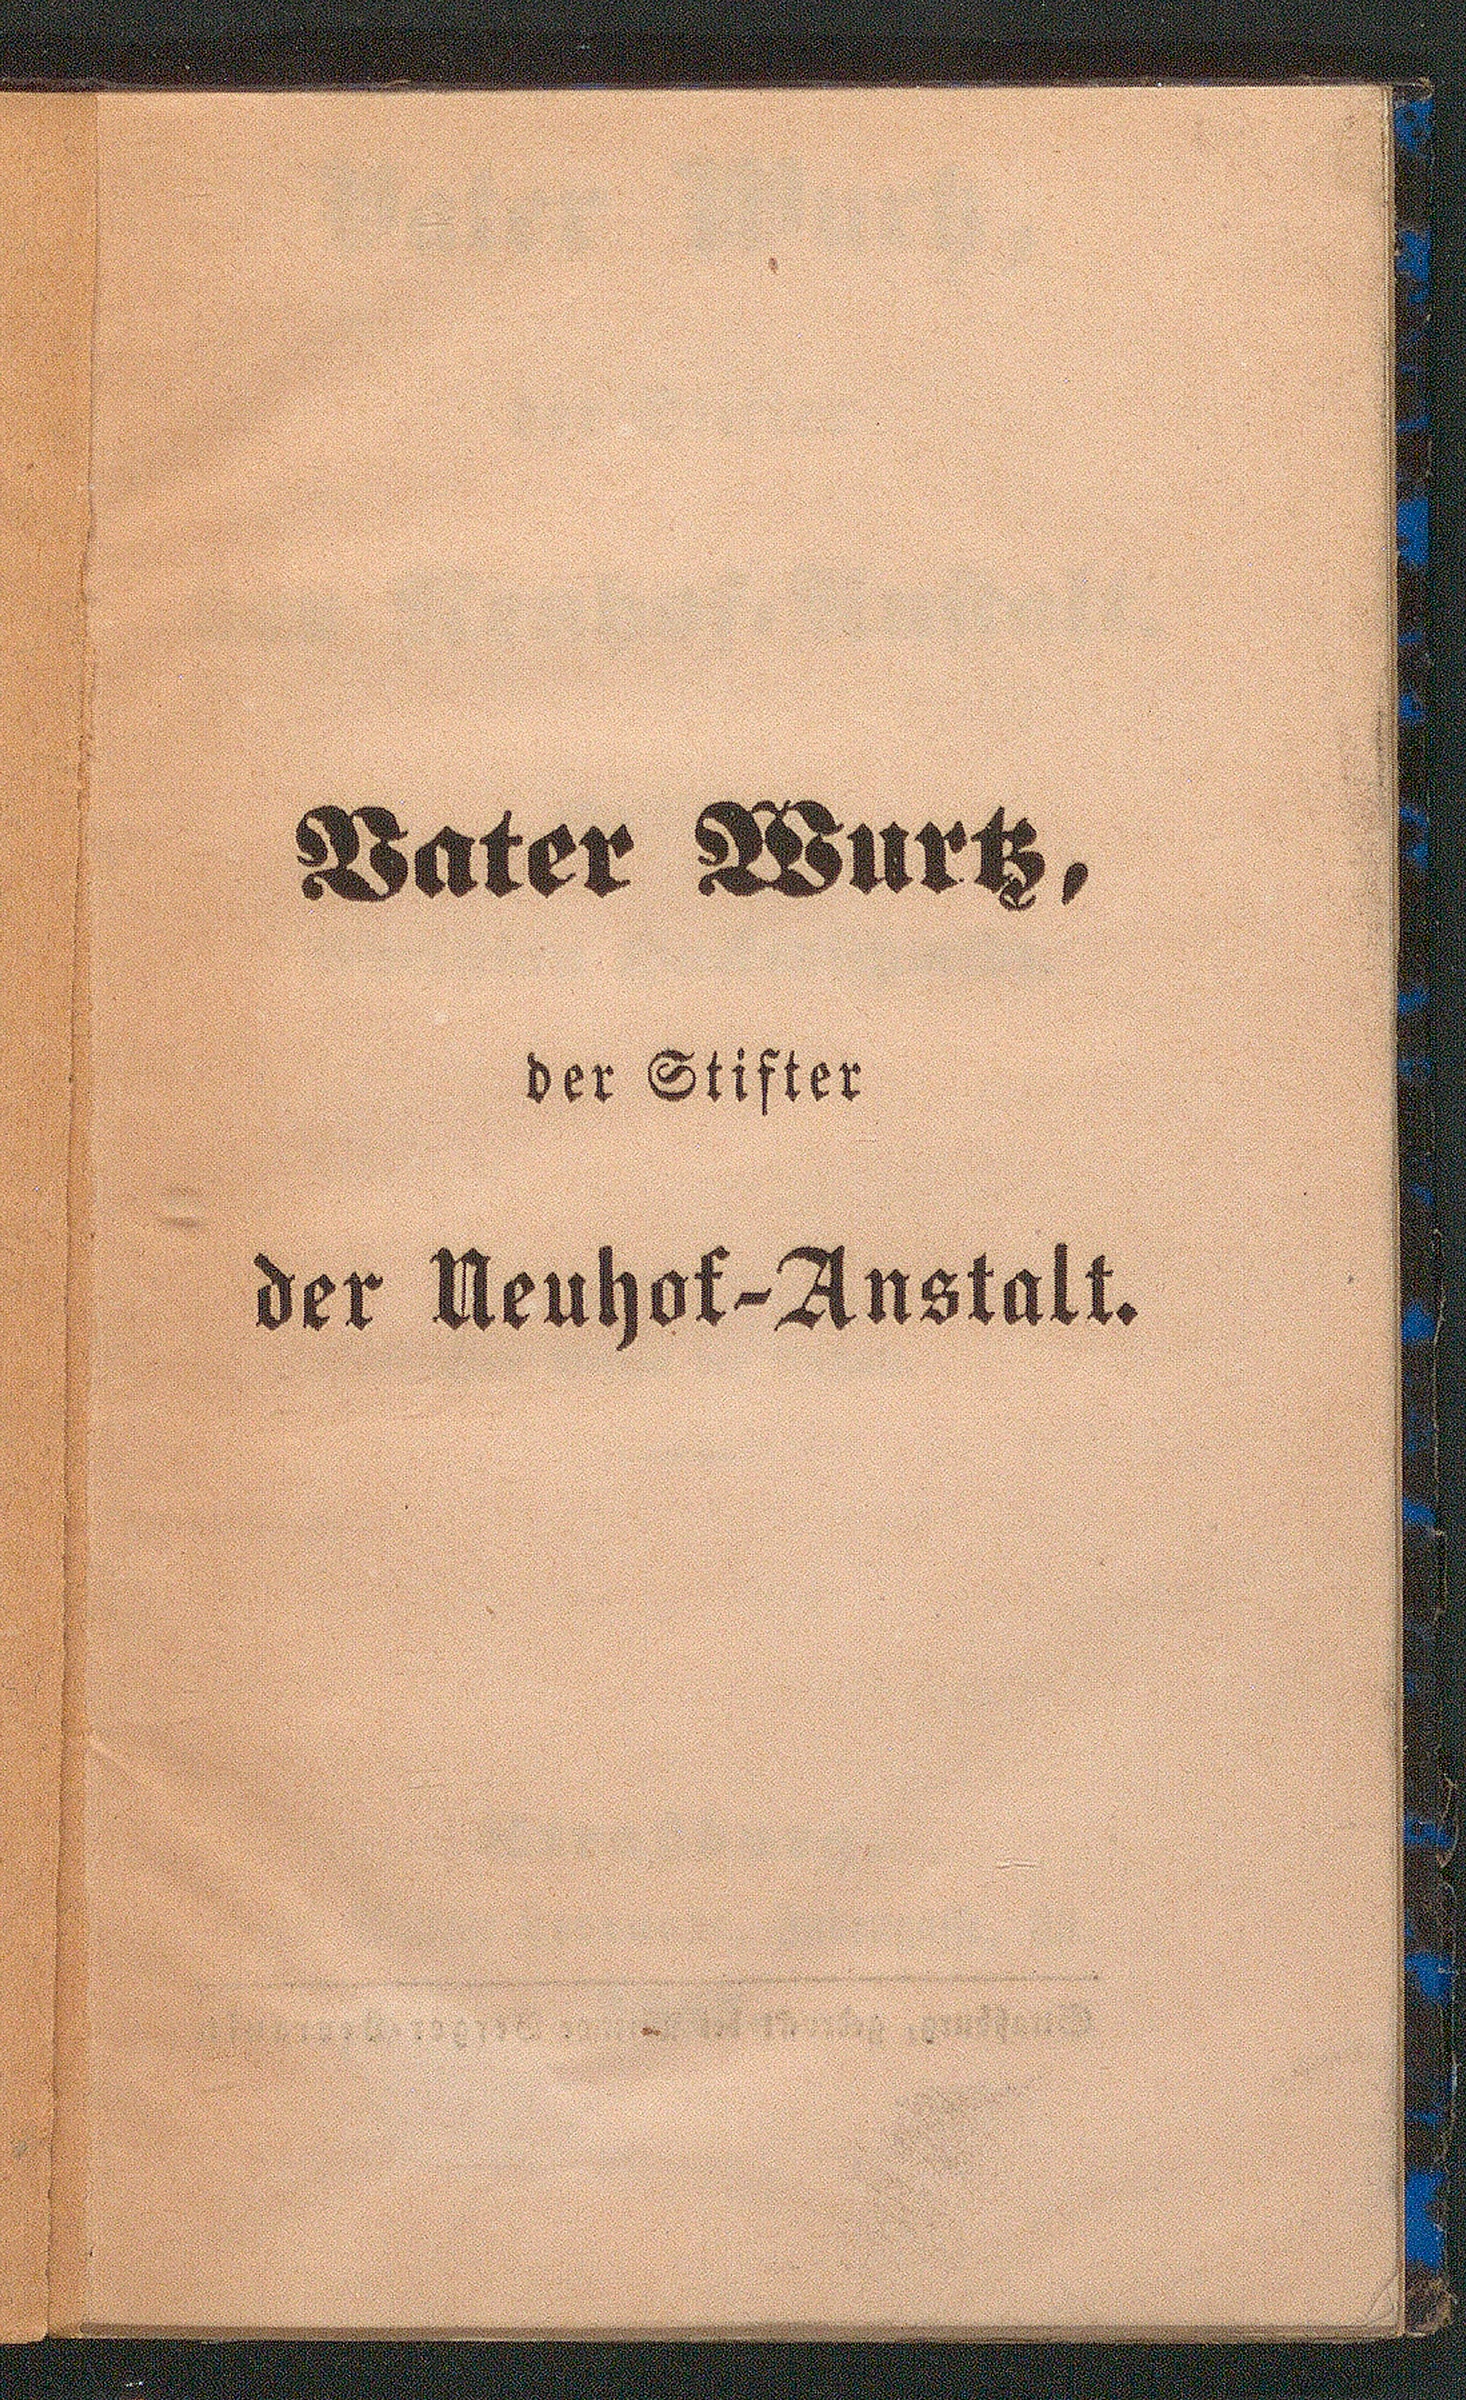 Vater Wurtz,
der Stifter
der Neuhof-Anstalt.